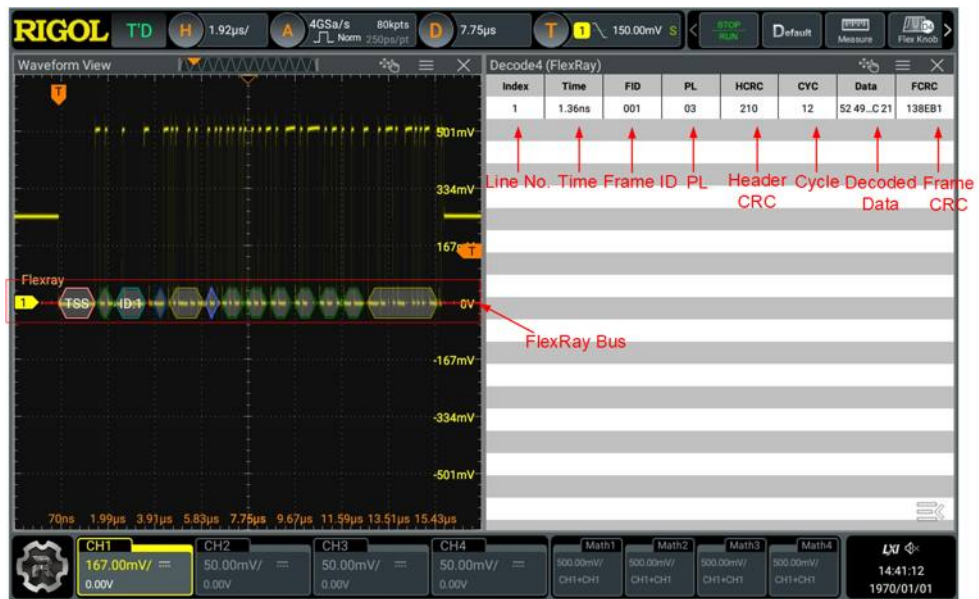 RIGOL T'D H 1.92μs/ A 4GSa/s 80kpts Norm 250ps/pt D 7.75μs T 1 150.00mV S STOP RUN Default Measure Flex Knob
Waveform View
Decode4 (FlexRay)
Index Time FID PL HCRC CYC Data FCRC
1 1.36ns 001 03 210 12 52 49...C 21 138EB1
Line No. Time Frame ID PL Header CRC Cycle Decoded Data Frame CRC
T
501mV
334mV
167
T
Flexray
1 TSS ID:1 0V
FlexRay Bus
-167mV
-334mV
-501mV
70ns 1.99μs 3.91μs 5.83μs 7.75μs 9.67μs 11.59μs 13.51μs 15.43μs
CH1 CH2 CH3 CH4 Math1 Math2 Math3 Math4
167.00mV/ 50.00mV/ 50.00mV/ 50.00mV/ 500.00mV/ 500.00mV/ 500.00mV/ 500.00mV/
0.00V 0.00V 0.00V 0.00V CH1+CH1 CH1+CH1 CH1+CH1 CH1+CH1
LXI
14:41:12
1970/01/01